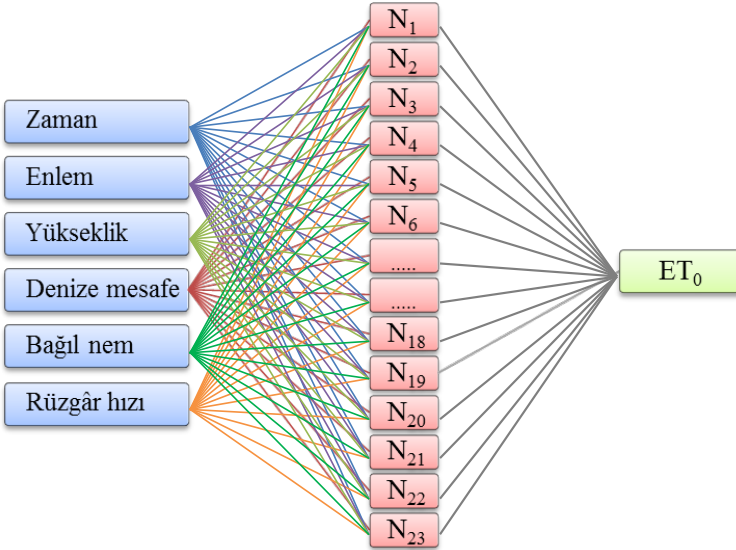 Zaman
Enlem
Yükseklik
Denize mesafe
Bağıl nem
Rüzgâr hızı
N₁
N₂
N₃
N₄
N₅
N₆
.....
.....
N₁₈
N₁₉
N₂₀
N₂₁
N₂₂
N₂₃
ET₀